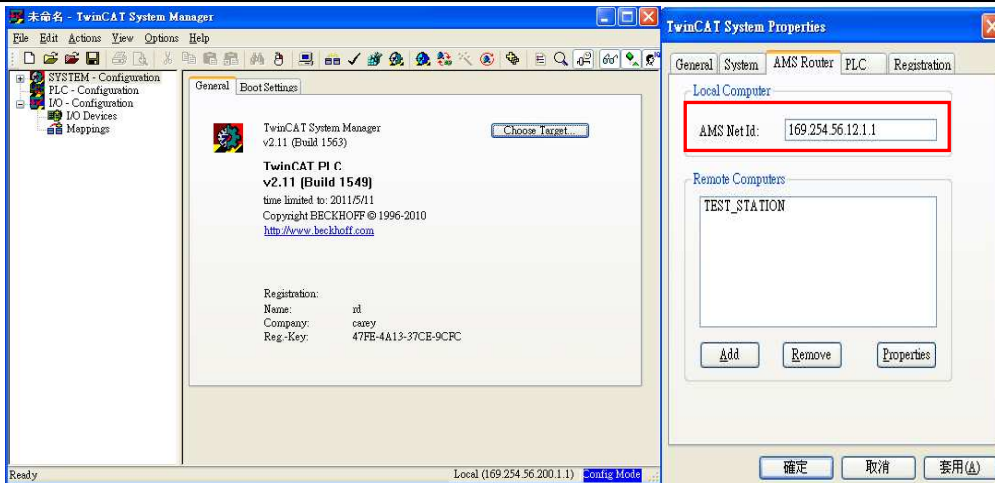 未命名 - TwinCAT System Manager
File Edit Actions View Options Help
SYSTEM - Configuration
PLC - Configuration
I/O - Configuration
I/O Devices
Mappings
General Boot Settings
TwinCAT System Manager
v2.11 (Build 1563)
Choose Target...
TwinCAT PLC
v2.11 (Build 1549)
time limited to: 2011/5/11
Copyright BECKHOFF © 1996-2010
http://www.beckhoff.com
Registration:
Name: rd
Company: carey
Reg.-Key: 47FE-4A13-37CE-9CFC
Ready
Local (169.254.56.200.1.1) Config Mode
TwinCAT System Properties
General System AMS Router PLC Registration
Local Computer
AMS Net Id: 169.254.56.12.1.1
Remote Computers
TEST_STATION
Add Remove Properties
確定 取消 套用(A)